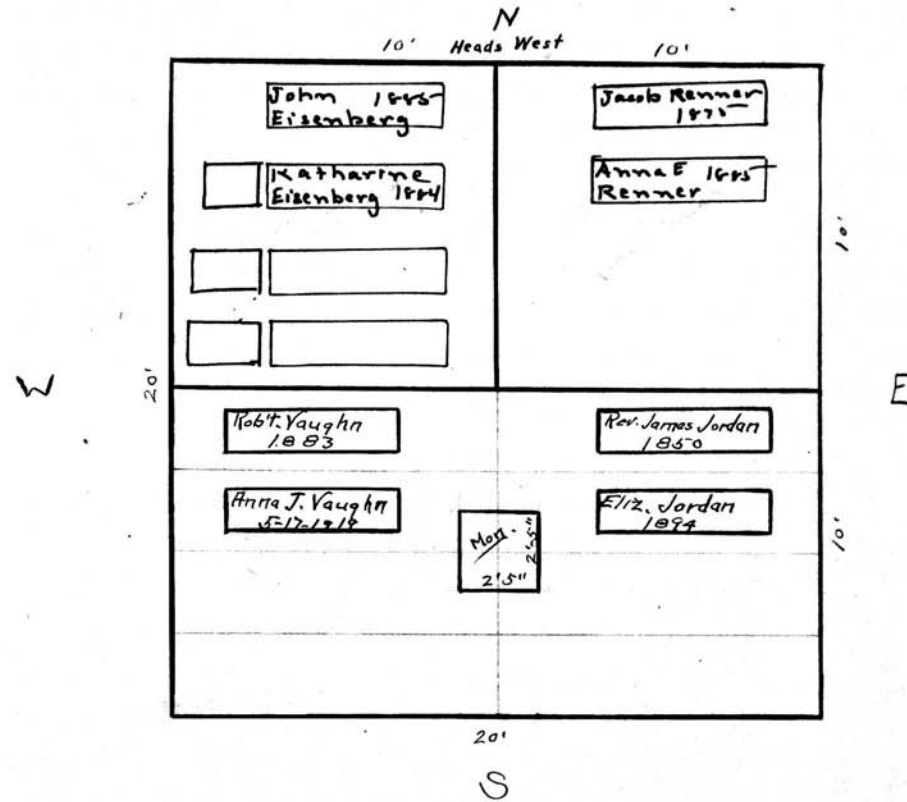 N
10' Heads West 10'
John 1885
Eisenberg
Katharine
Eisenberg 1884
Jacob Renner
1875
Anna E 1885
Renner
10'
W
20'
E
Rob't. Vaughn
1883
Anna J. Vaughn
5-17-1919
Rev. James Jordan
1850
Eliz. Jordan
1894
Mon.
2'5"
2'5"
10'
20'
S